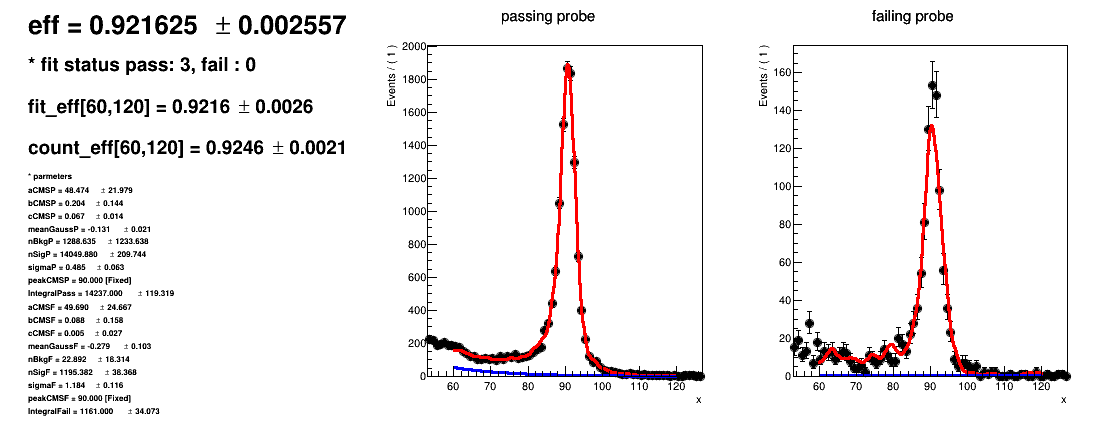 eff = 0.921625 ± 0.002557
* fit status pass: 3, fail : 0
fit_eff[60,120] = 0.9216 ± 0.0026
count_eff[60,120] = 0.9246 ± 0.0021
* parmeters
aCMSP = 48.474 ± 21.979
bCMSP = 0.204 ± 0.144
cCMSP = 0.067 ± 0.014
meanGaussP = -0.131 ± 0.021
nBkgP = 1288.635 ± 1233.638
nSigP = 14049.880 ± 209.744
sigmaP = 0.485 ± 0.063
peakCMSP = 90.000 [Fixed]
IntegralPass = 14237.000 ± 119.319
aCMSF = 49.690 ± 24.667
bCMSF = 0.088 ± 0.158
cCMSF = 0.005 ± 0.027
meanGaussF = -0.279 ± 0.103
nBkgF = 22.892 ± 18.314
nSigF = 1195.382 ± 38.368
sigmaF = 1.184 ± 0.116
peakCMSF = 90.000 [Fixed]
IntegralFail = 1161.000 ± 34.073
passing probe
Events / ( 1 )
2000
1800
1600
1400
1200
1000
800
600
400
200
0
60 70 80 90 100 110 120
x
failing probe
Events / ( 1 )
160
140
120
100
80
60
40
20
0
60 70 80 90 100 110 120
x